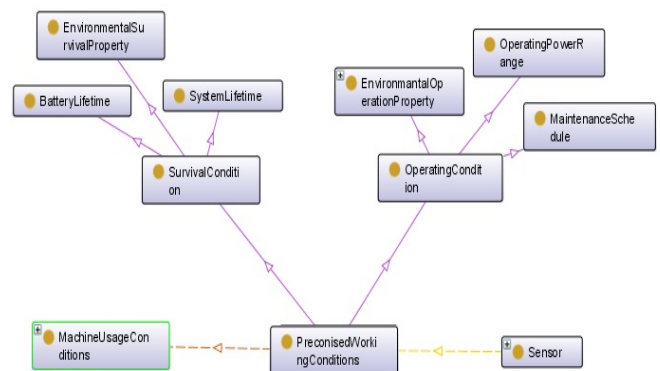 EnvironmentalSu
rvivalProperty
OperatingPowerR
ange
EnvironmantalOp
erationProperty
BatteryLifetime
SystemLifetime
MaintenanceSche
dule
SurvivalConditi
on
OperatingCondit
ion
MachineUsageCon
ditions
PreconisedWorki
ngConditions
Sensor